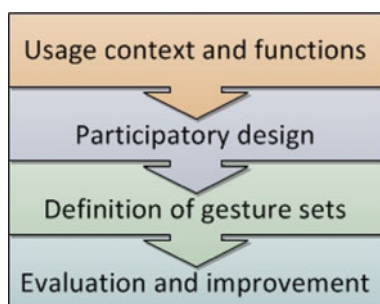 Usage context and functions
Participatory design
Definition of gesture sets
Evaluation and improvement